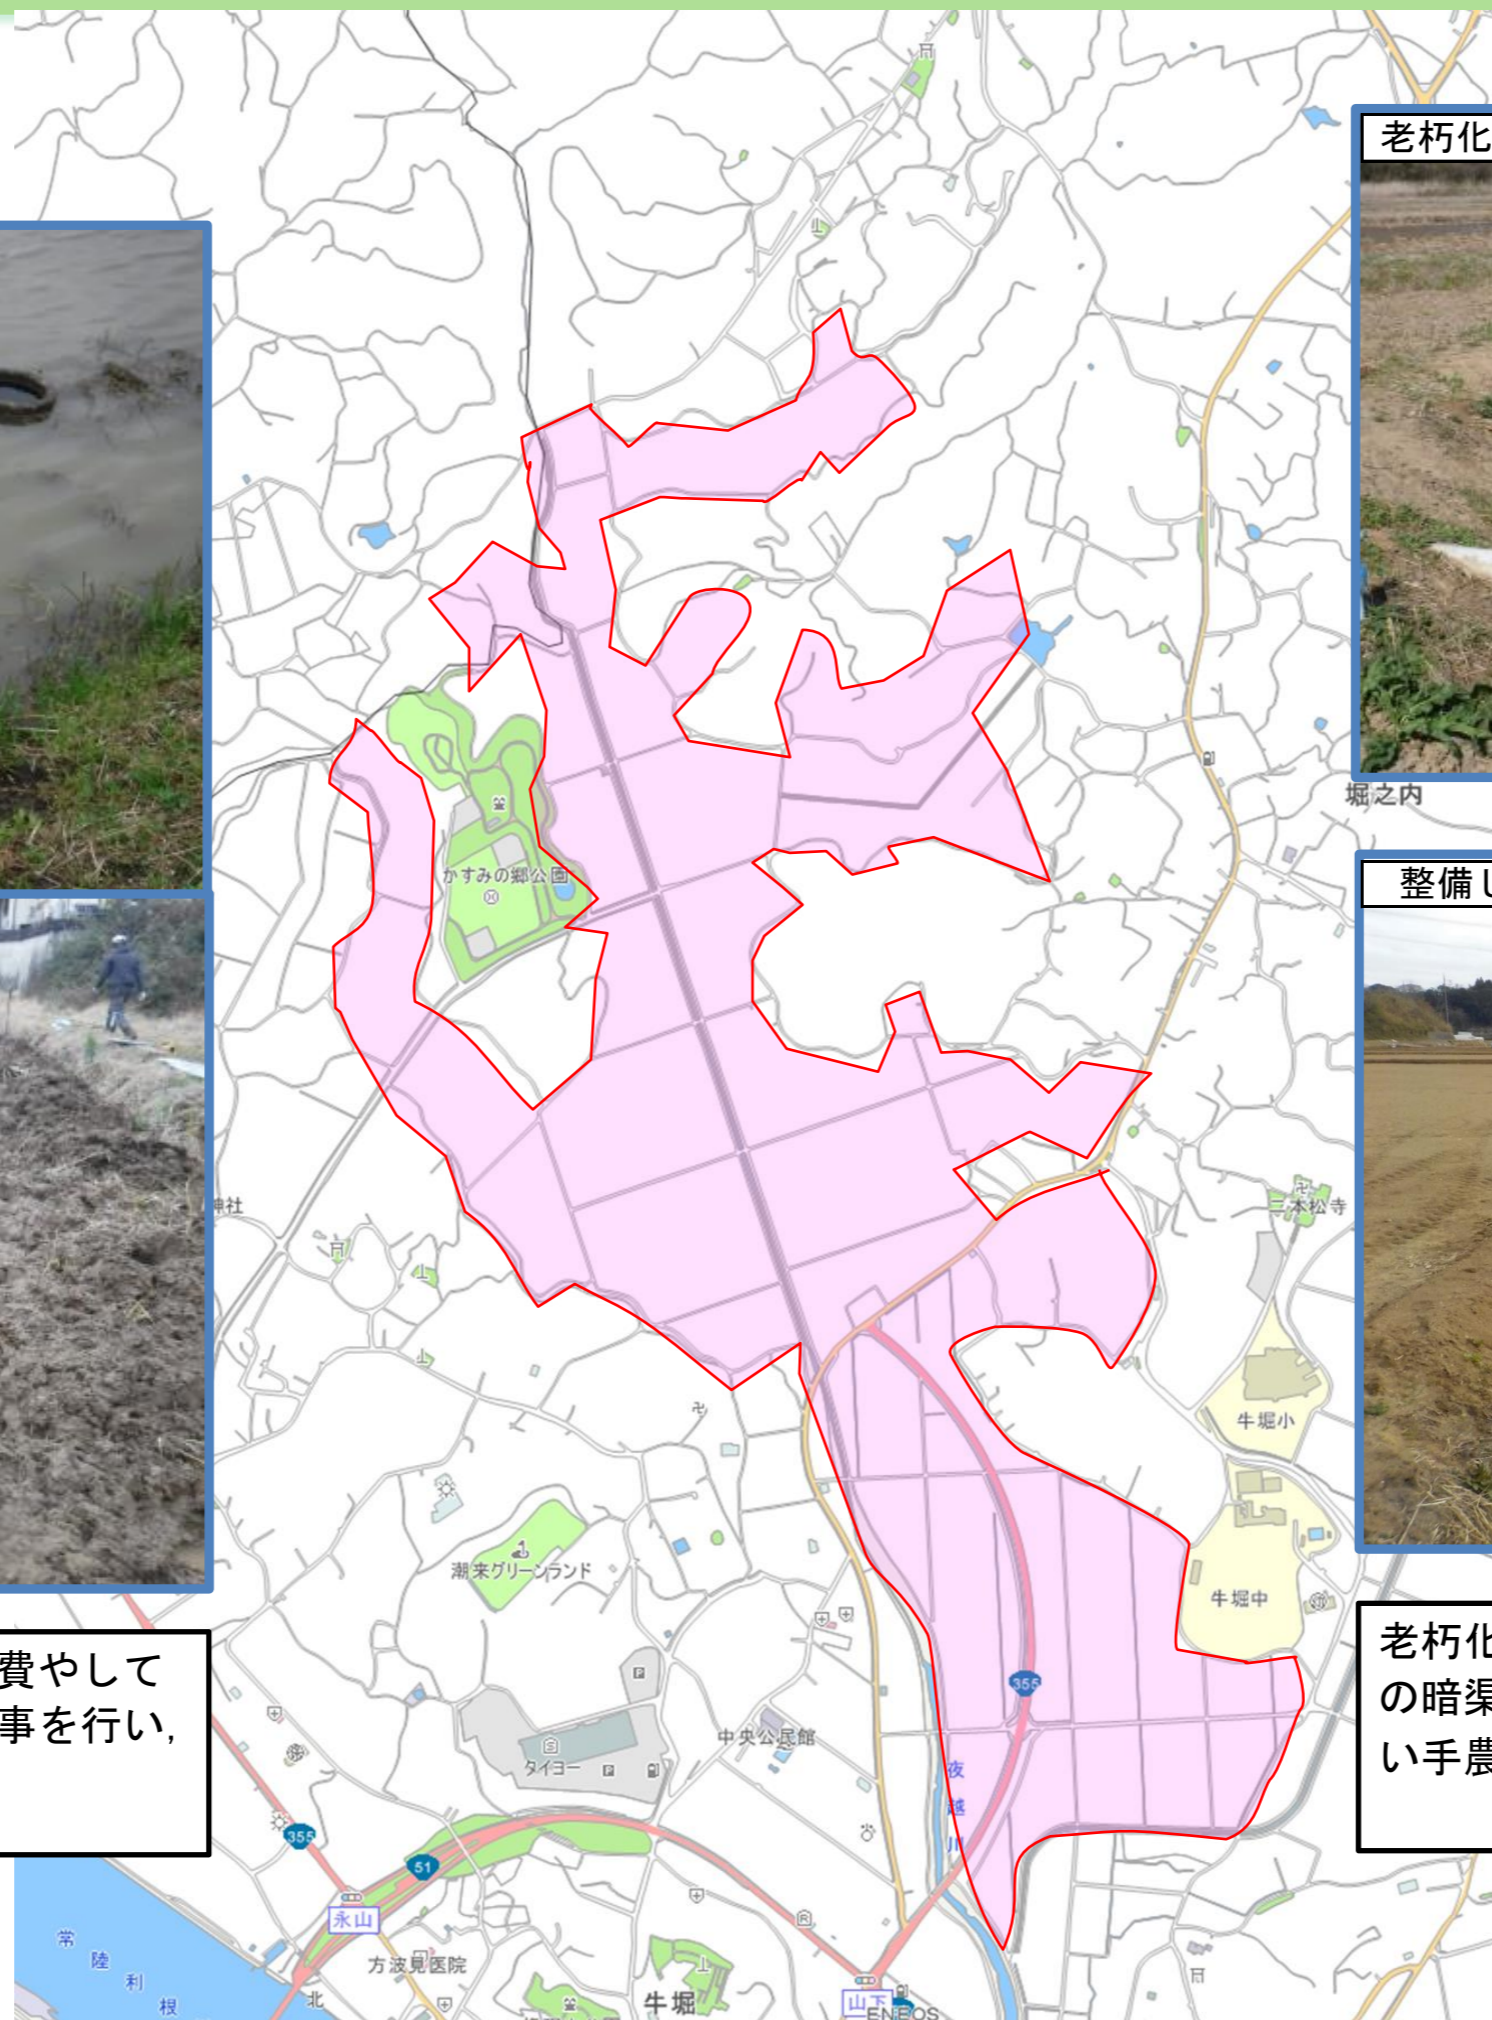 老朽化
堀之内
かすみの郷公園
整備し
神社
二本松寺
牛堀小
潮来グリーンランド
牛堀中
費やして
事を行い,
老朽化
の暗渠
い手農
355
中央公民館
タイヨー
夜越川
355
51
永山
常陸利根
方波見医院
北
牛堀
山下
ENEOS